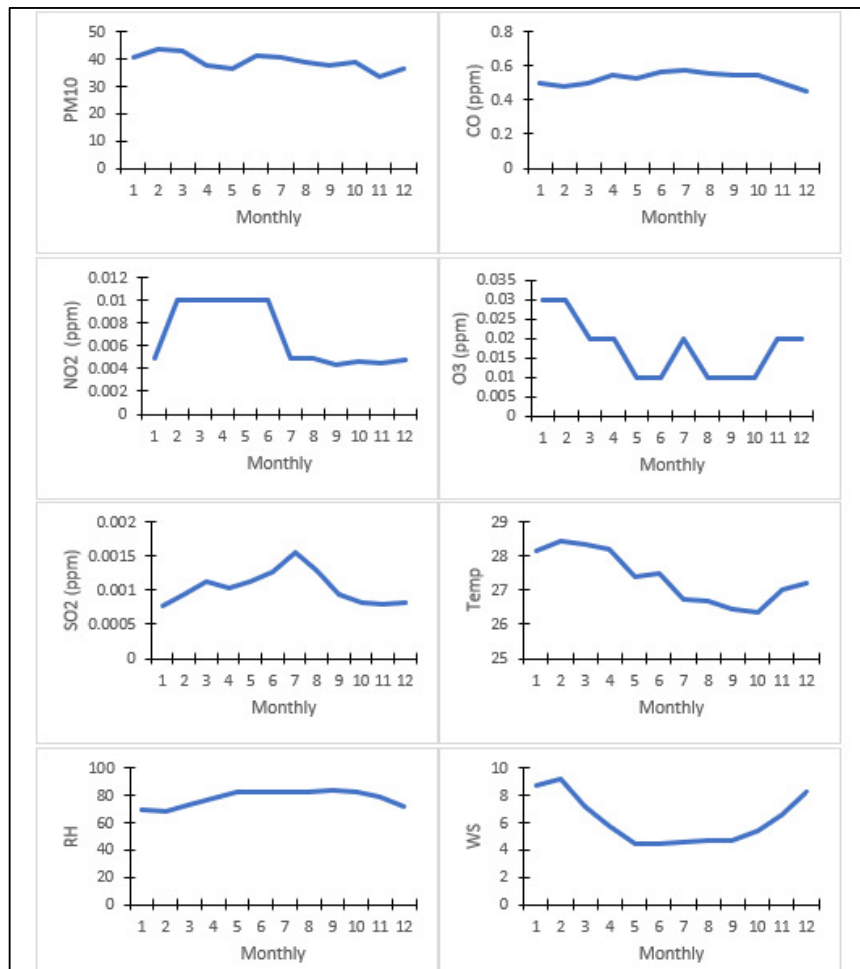 50
40
30
20
10
0
PM10
1 2 3 4 5 6 7 8 9 10 11 12
Monthly
0.8
0.6
0.4
0.2
0
CO (ppm)
1 2 3 4 5 6 7 8 9 10 11 12
Monthly
0.012
0.01
0.008
0.006
0.004
0.002
0
NO2 (ppm)
1 2 3 4 5 6 7 8 9 10 11 12
Monthly
0.035
0.03
0.025
0.02
0.015
0.01
0.005
0
O3 (ppm)
1 2 3 4 5 6 7 8 9 10 11 12
Monthly
0.002
0.0015
0.001
0.0005
0
SO2 (ppm)
1 2 3 4 5 6 7 8 9 10 11 12
Monthly
29
28
27
26
25
Temp
1 2 3 4 5 6 7 8 9 10 11 12
Monthly
100
80
60
40
20
0
RH
1 2 3 4 5 6 7 8 9 10 11 12
Monthly
10
8
6
4
2
0
WS
1 2 3 4 5 6 7 8 9 10 11 12
Monthly